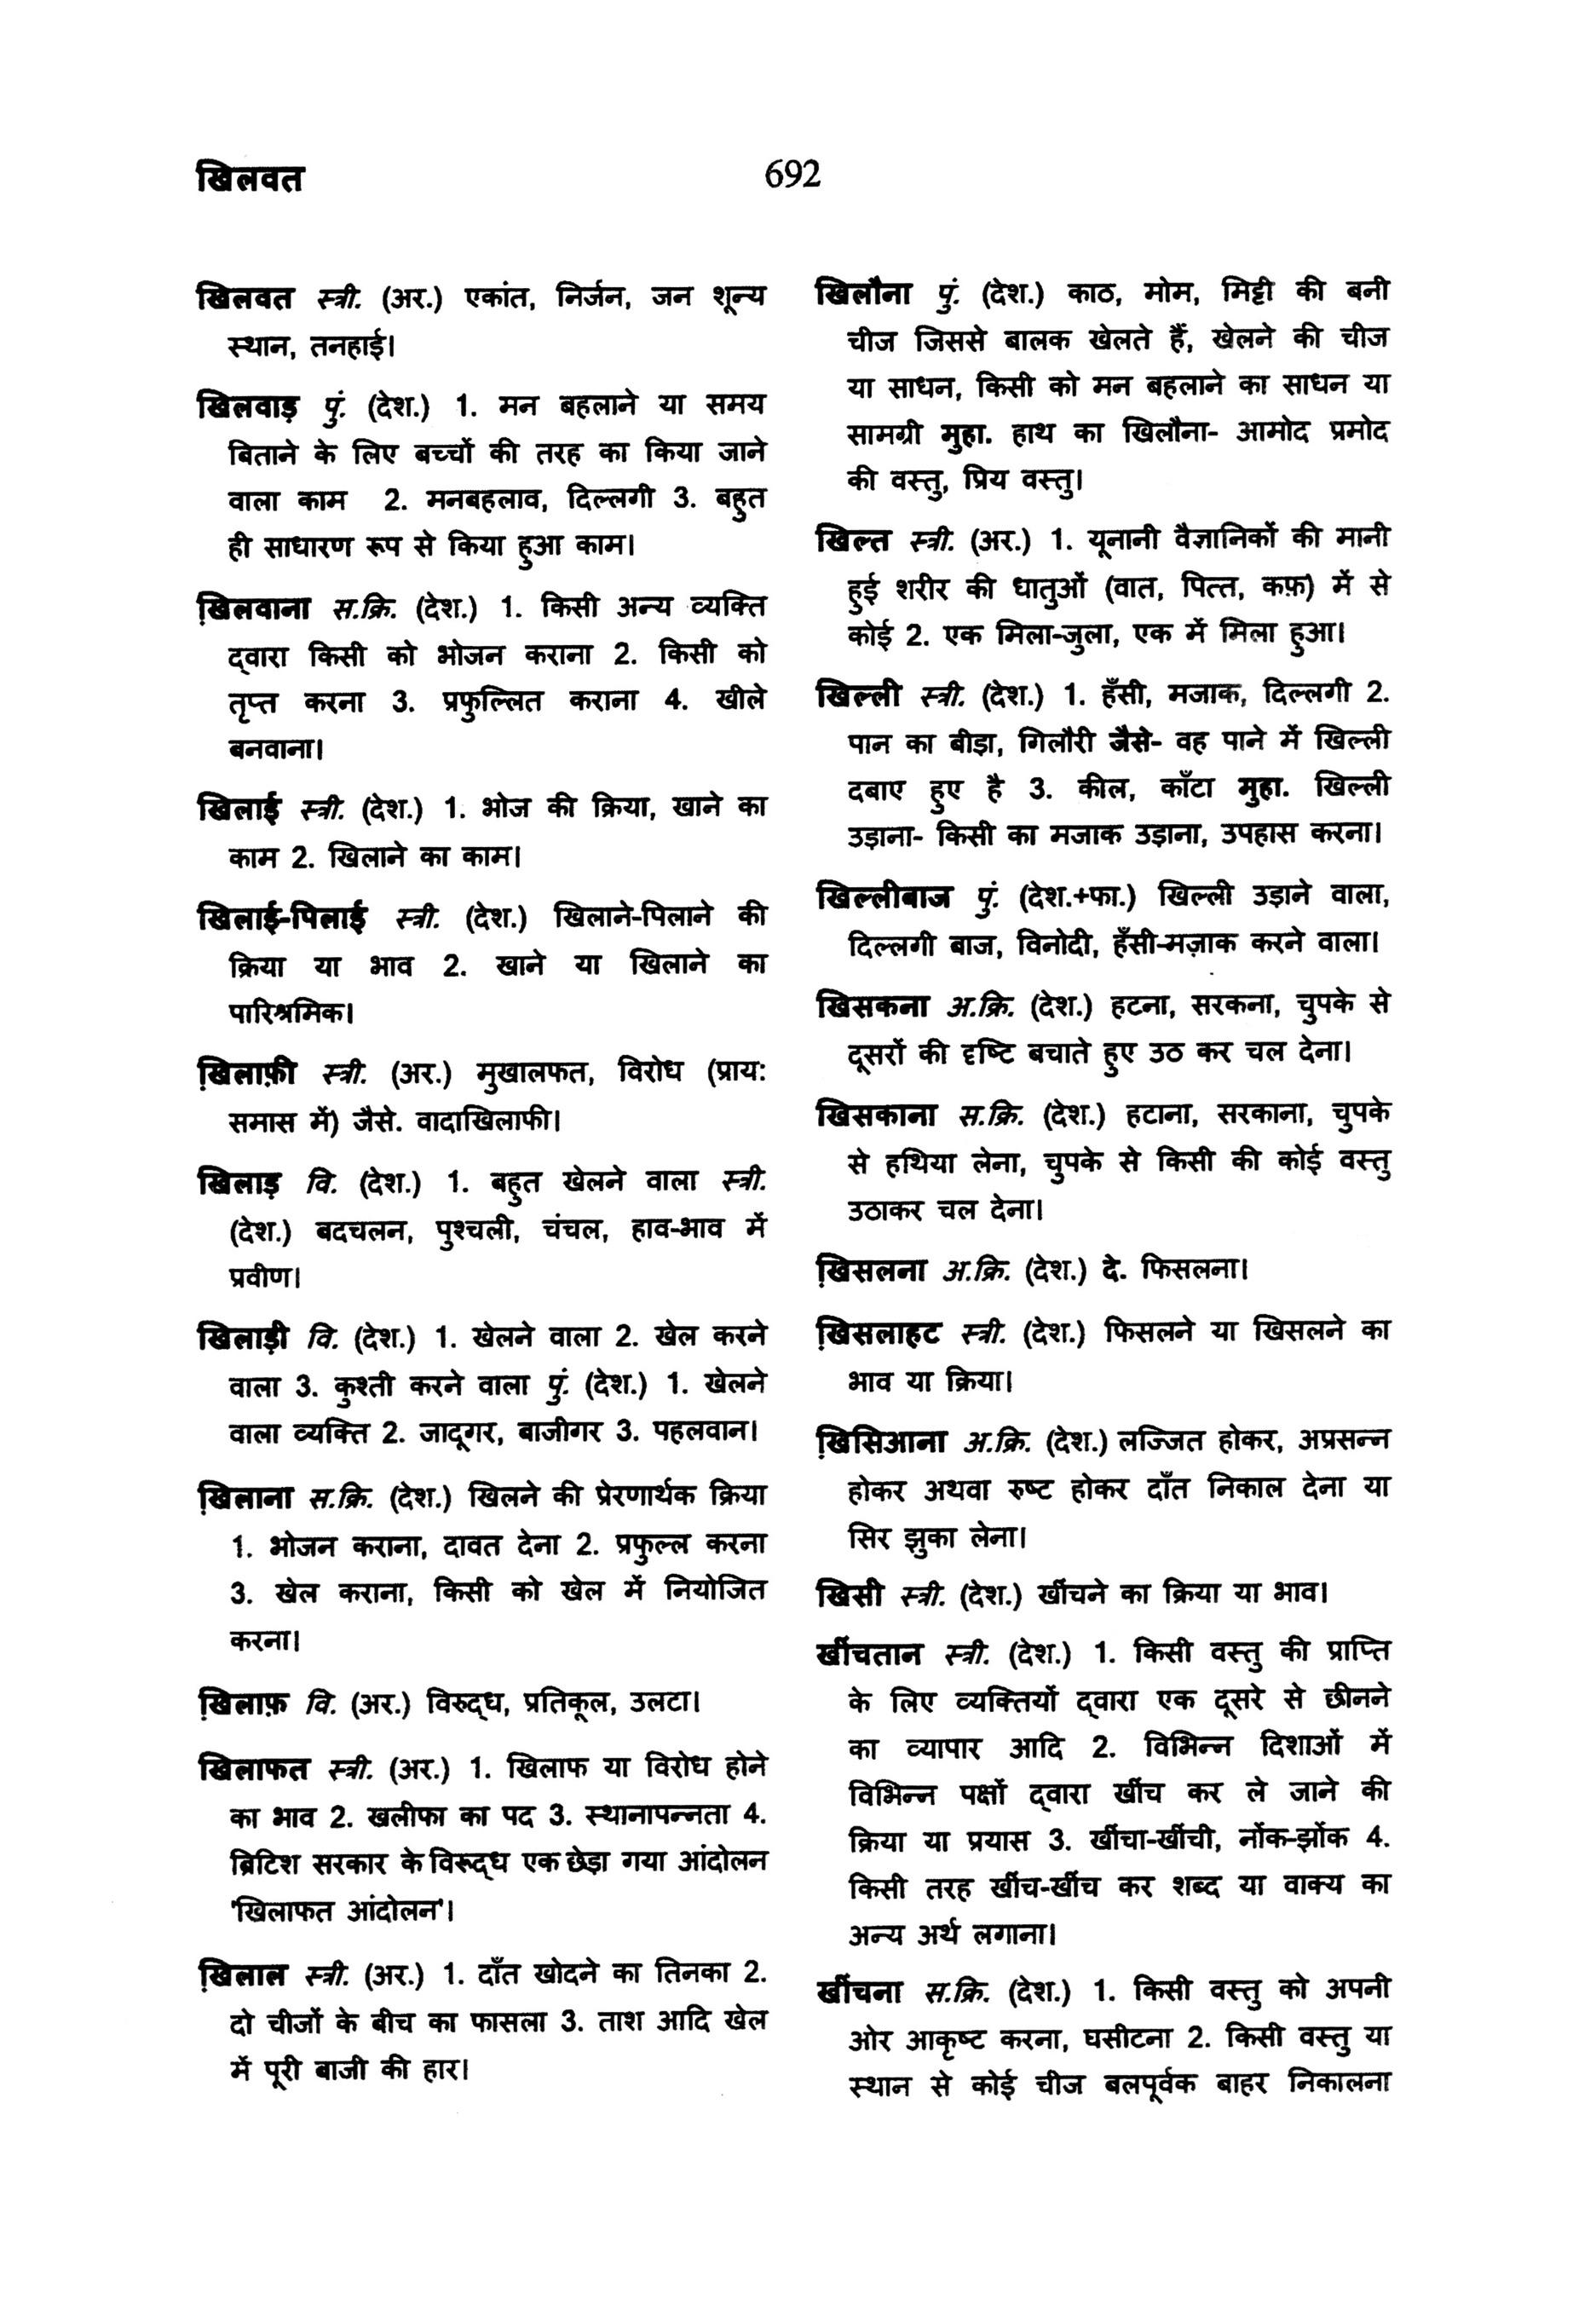 खिलवत
692
खिलवत स्त्री. (अर.) एकांत, निर्जन, जन शून्य
स्थान, तनहाई।
खिलवाड़ पुं. (देश.) 1. मन बहलाने या समय
बिताने के लिए बच्चों की तरह का किया जाने
वाला काम 2. मनबहलाव, दिल्लगी 3. बहुत
ही साधारण रूप से किया हुआ काम।
ख़िलवाना स.क्रि. (देश.) 1. किसी अन्य व्यक्ति
द्वारा किसी को भोजन कराना 2. किसी को
तृप्त करना 3. प्रफुल्लित कराना 4. खीले
बनवाना।
खिलाई स्त्री. (देश.) 1. भोज की क्रिया, खाने का
काम 2. खिलाने का काम।
खिलाई-पिलाई स्त्री. (देश.) खिलाने-पिलाने की
क्रिया या भाव 2. खाने या खिलाने का
पारिश्रमिक।
ख़िलाफ़ी स्त्री. (अर.) मुखालफत, विरोध (प्राय:
समास में) जैसे. वादाखिलाफी।
खिलाड़ वि. (देश.) 1. बहुत खेलने वाला स्त्री.
(देश.) बदचलन, पुश्चली, चंचल, हाव-भाव में
प्रवीण।
खिलाड़ी वि. (देश.) 1. खेलने वाला 2. खेल करने
वाला 3. कुश्ती करने वाला पुं. (देश.) 1. खेलने
वाला व्यक्ति 2. जादूगर, बाजीगर 3. पहलवान।
ख़िलाना स.क्रि. (देश.) खिलने की प्रेरणार्थक क्रिया
1. भोजन कराना, दावत देना 2. प्रफुल्ल करना
3. खेल कराना, किसी को खेल में नियोजित
करना।
ख़िलाफ़ वि. (अर.) विरुद्ध, प्रतिकूल, उलटा।
खिलाफत स्त्री. (अर.) 1. खिलाफ या विरोध होने
का भाव 2. खलीफा का पद 3. स्थानापन्नता 4.
ब्रिटिश सरकार के विरूद्ध एक छेड़ा गया आंदोलन
'खिलाफत आंदोलन'।
ख़िलाल स्त्री. (अर.) 1. दाँत खोदने का तिनका 2.
दो चीजों के बीच का फासला 3. ताश आदि खेल
में पूरी बाजी की हार।
खिलौना पुं. (देश.) काठ, मोम, मिट्टी की बनी
चीज जिससे बालक खेलते हैं, खेलने की चीज
या साधन, किसी को मन बहलाने का साधन या
सामग्री मुहा. हाथ का खिलौना- आमोद प्रमोद
की वस्तु, प्रिय वस्तु।
खिल्त स्त्री. (अर.) 1. यूनानी वैज्ञानिकों की मानी
हुई शरीर की धातुओं (वात, पित्त, कफ़) में से
कोई 2. एक मिला-जुला, एक में मिला हुआ।
खिल्ली स्त्री. (देश.) 1. हँसी, मजाक, दिल्लगी 2.
पान का बीड़ा, गिलौरी जैसे- वह पाने में खिल्ली
दबाए हुए है 3. कील, काँटा मुहा. खिल्ली
उड़ाना- किसी का मजाक उड़ाना, उपहास करना।
खिल्लीबाज पुं. (देश.+फा.) खिल्ली उड़ाने वाला,
दिल्लगी बाज, विनोदी, हँसी-मज़ाक करने वाला।
खिसकना अ.क्रि. (देश.) हटना, सरकना, चुपके से
दूसरों की दृष्टि बचाते हुए उठ कर चल देना।
खिसकाना स.क्रि. (देश.) हटाना, सरकाना, चुपके
से हथिया लेना, चुपके से किसी की कोई वस्तु
उठाकर चल देना।
ख़िसलना अ.क्रि. (देश.) दे. फिसलना।
ख़िसलाहट स्त्री. (देश.) फिसलने या खिसलने का
भाव या क्रिया।
ख़िसिआना अ.क्रि. (देश.) लज्जित होकर, अप्रसन्न
होकर अथवा रुष्ट होकर दाँत निकाल देना या
सिर झुका लेना।
खिसी स्त्री. (देश.) खींचने का क्रिया या भाव।
खींचतान स्त्री. (देश.) 1. किसी वस्तु की प्राप्ति
के लिए व्यक्तियों द्वारा एक दूसरे से छीनने
का व्यापार आदि 2. विभिन्न दिशाओं में
विभिन्न पक्षों द्वारा खींच कर ले जाने की
क्रिया या प्रयास 3. खींचा-खींची, नोंक-झोंक 4.
किसी तरह खींच-खींच कर शब्द या वाक्य का
अन्य अर्थ लगाना।
खींचना स.क्रि. (देश.) 1. किसी वस्तु को अपनी
ओर आकृष्ट करना, घसीटना 2. किसी वस्तु या
स्थान से कोई चीज बलपूर्वक बाहर निकालना